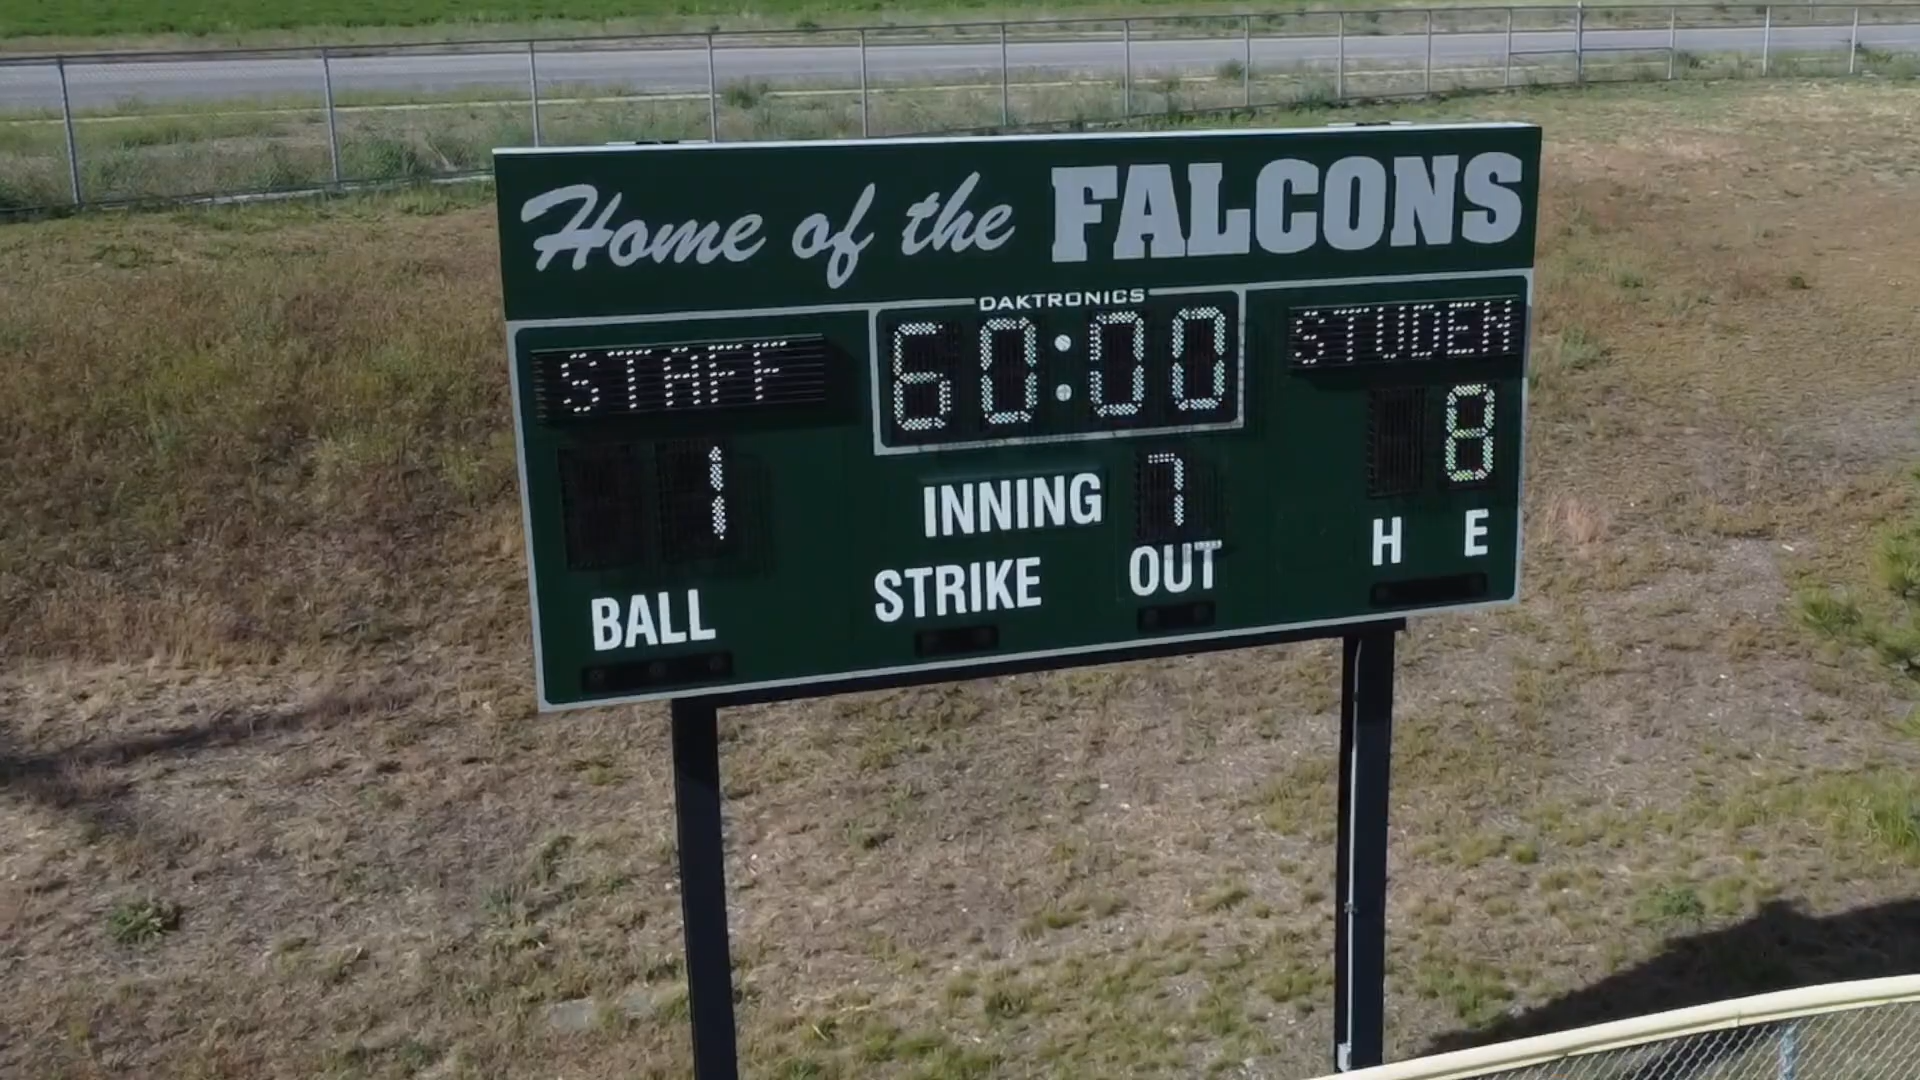 Home of the FALCONS
DAKTRONICS
STAFF 60:00 STUDEN
1 INNING 7 8
BALL STRIKE OUT H E